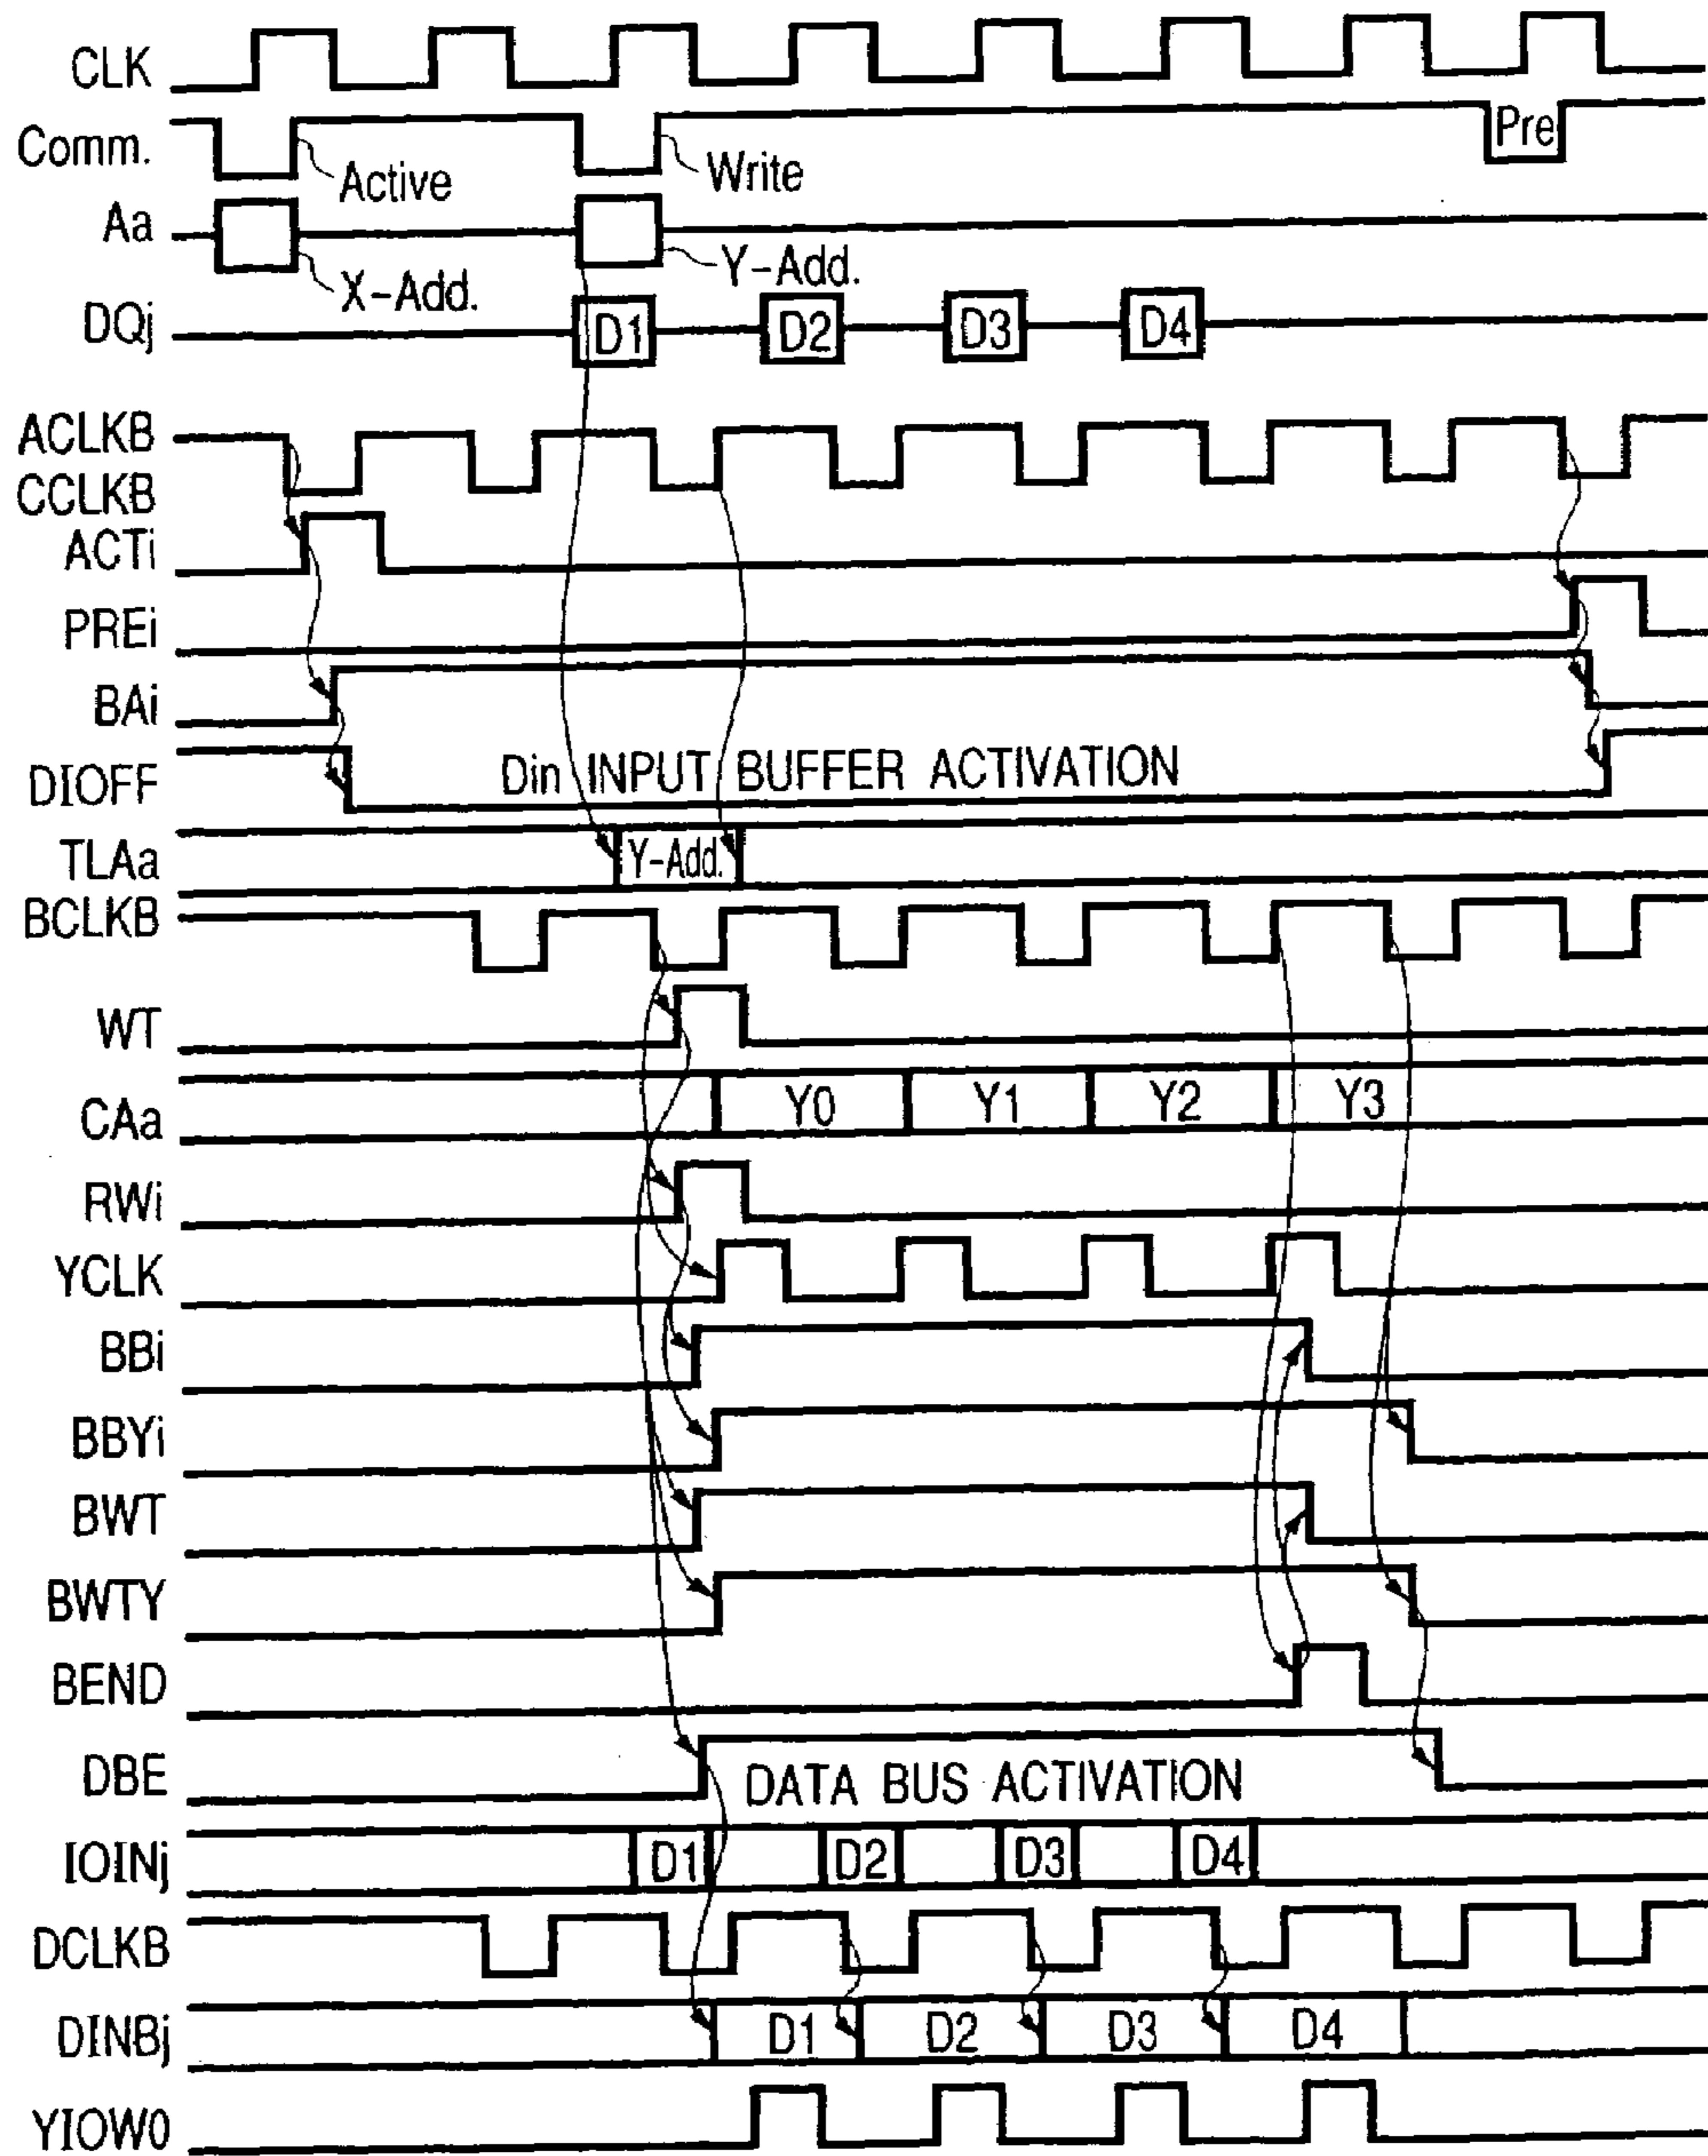 CLK
Comm.
Active
Write
Pre
Aa
X-Add.
Y-Add.
DQj
D1 D2 D3 D4
ACLKB
CCLKB
ACTi
PREi
BAi
DIOFF
Din INPUT BUFFER ACTIVATION
TLAa
Y-Add.
BCLKB
WT
CAa
Y0 Y1 Y2 Y3
RWi
YCLK
BBi
BBYi
BWT
BWTY
BEND
DBE
DATA BUS ACTIVATION
IOINj
D1 D2 D3 D4
DCLKB
DINBj
D1 D2 D3 D4
YIOW0